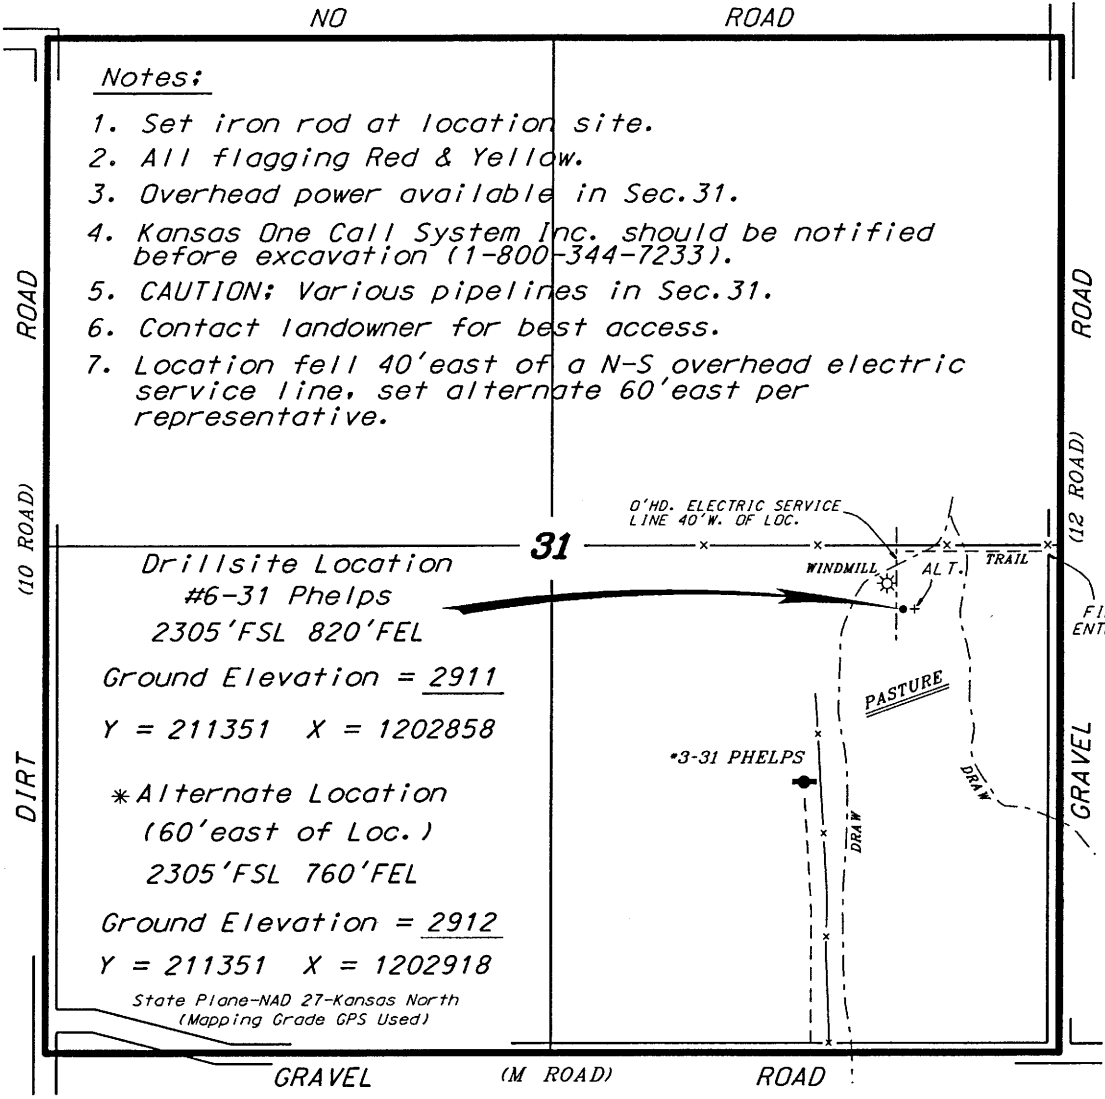 NO ROAD
Notes:
1. Set iron rod at location site.
2. All flagging Red & Yellow.
3. Overhead power available in Sec.31.
4. Kansas One Call System Inc. should be notified
before excavation (1-800-344-7233).
5. CAUTION: Various pipelines in Sec.31.
6. Contact landowner for best access.
7. Location fell 40'east of a N-S overhead electric
service line, set alternate 60'east per
representative.
DIRT (10 ROAD) ROAD
GRAVEL (12 ROAD) ROAD
O'HD. ELECTRIC SERVICE
LINE 40'W. OF LOC.
31
WINDMILL
ALT.
TRAIL
Drillsite Location
#6-31 Phelps
2305'FSL 820'FEL
Ground Elevation = 2911
Y = 211351 X = 1202858
PASTURE
#3-31 PHELPS
DRAW
DRAW
*Alternate Location
(60'east of Loc.)
2305'FSL 760'FEL
Ground Elevation = 2912
Y = 211351 X = 1202918
State Plane-NAD 27-Kansas North
(Mapping Grade GPS Used)
GRAVEL (M ROAD) ROAD